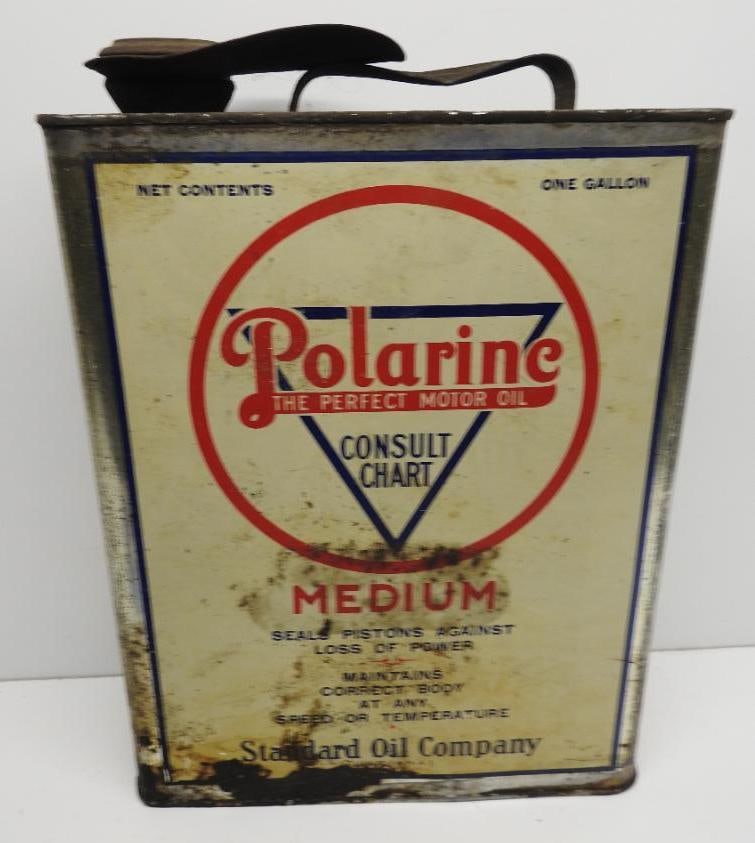 NET CONTENTS ONE GALLON
Polarine
THE PERFECT MOTOR OIL
CONSULT
CHART
MEDIUM
SEALS PISTONS AGAINST
LOSS OF POWER
MAINTAINS
CORRECT BODY
AT ANY
SPEED OR TEMPERATURE
Standard Oil Company